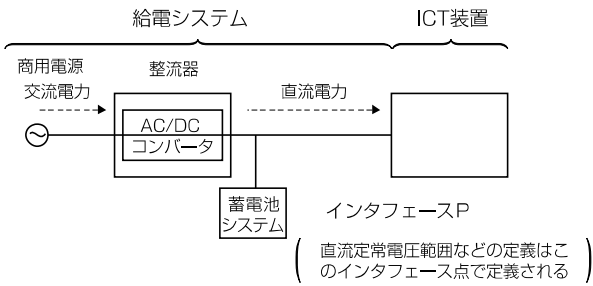 給電システム
ICT装置
商用電源
整流器
交流電力
直流電力
AC/DC
コンバータ
蓄電池
システム
インタフェースP
直流定常電圧範囲などの定義はこ
のインタフェース点で定義される